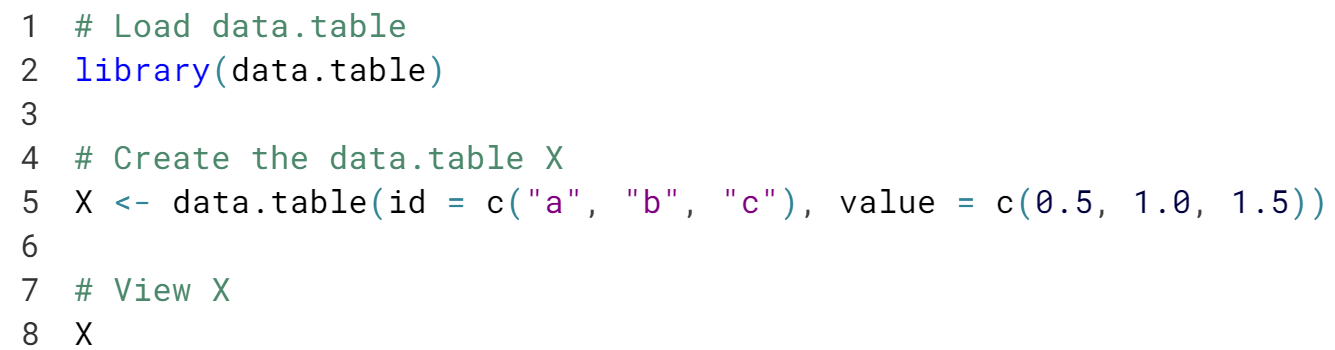 1 # Load data.table
2 library(data.table)
3
4 # Create the data.table X
5 X <- data.table(id = c("a", "b", "c"), value = c(0.5, 1.0, 1.5))
6
7 # View X
8 X